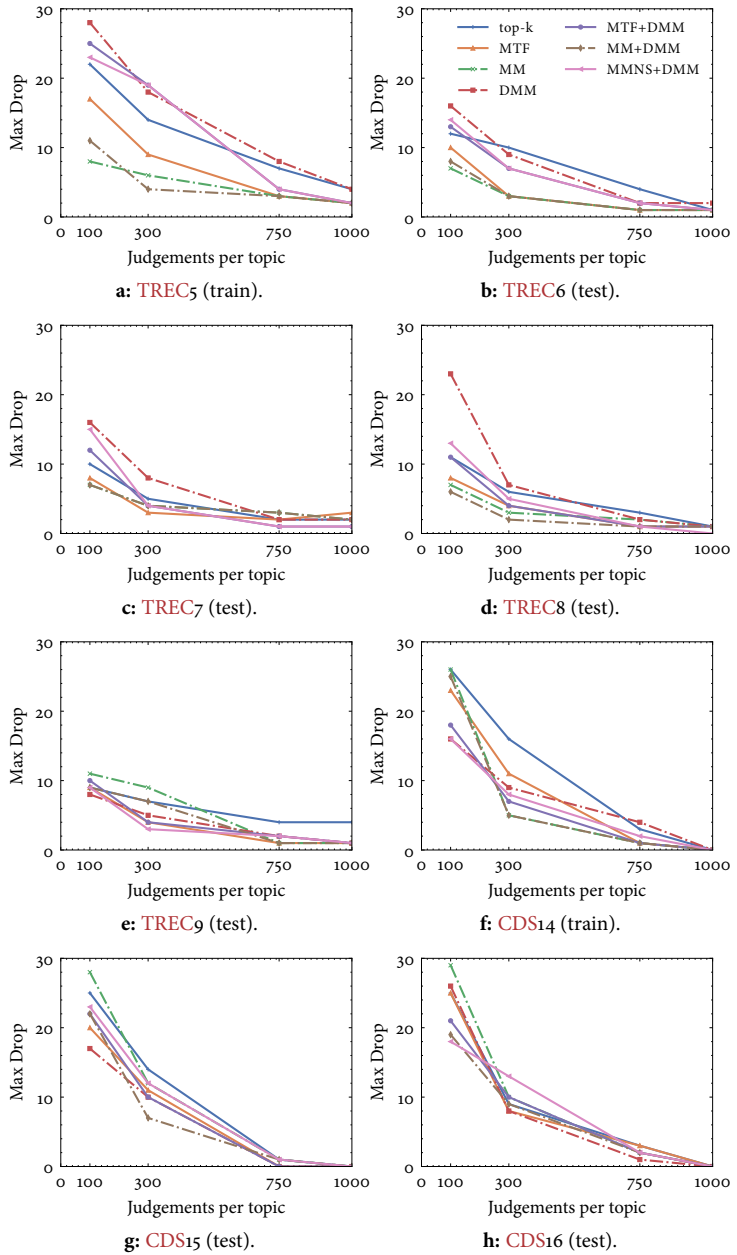 30
20
10
0
Max Drop
0 100 300 750 1000
Judgements per topic
a: TREC5 (train).
30
20
10
0
Max Drop
top-k
MTF
MM
DMM
MTF+DMM
MM+DMM
MMNS+DMM
0 100 300 750 1000
Judgements per topic
b: TREC6 (test).
30
20
10
0
Max Drop
0 100 300 750 1000
Judgements per topic
c: TREC7 (test).
30
20
10
0
Max Drop
0 100 300 750 1000
Judgements per topic
d: TREC8 (test).
30
20
10
0
Max Drop
0 100 300 750 1000
Judgements per topic
e: TREC9 (test).
30
20
10
0
Max Drop
0 100 300 750 1000
Judgements per topic
f: CDS14 (train).
30
20
10
0
Max Drop
0 100 300 750 1000
Judgements per topic
g: CDS15 (test).
30
20
10
0
Max Drop
0 100 300 750 1000
Judgements per topic
h: CDS16 (test).